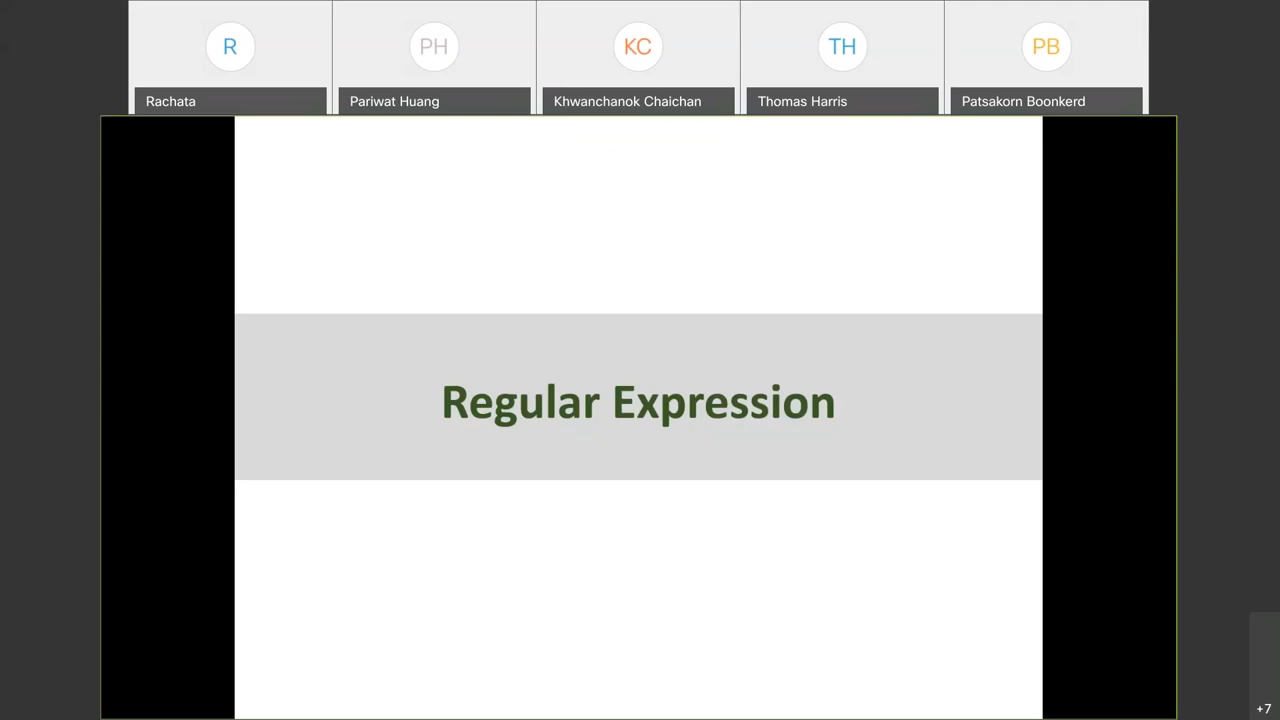 R
PH
KC
TH
PB
Rachata
Pariwat Huang
Khwanchanok Chaichan
Thomas Harris
Patsakorn Boonkerd
Regular Expression
+7